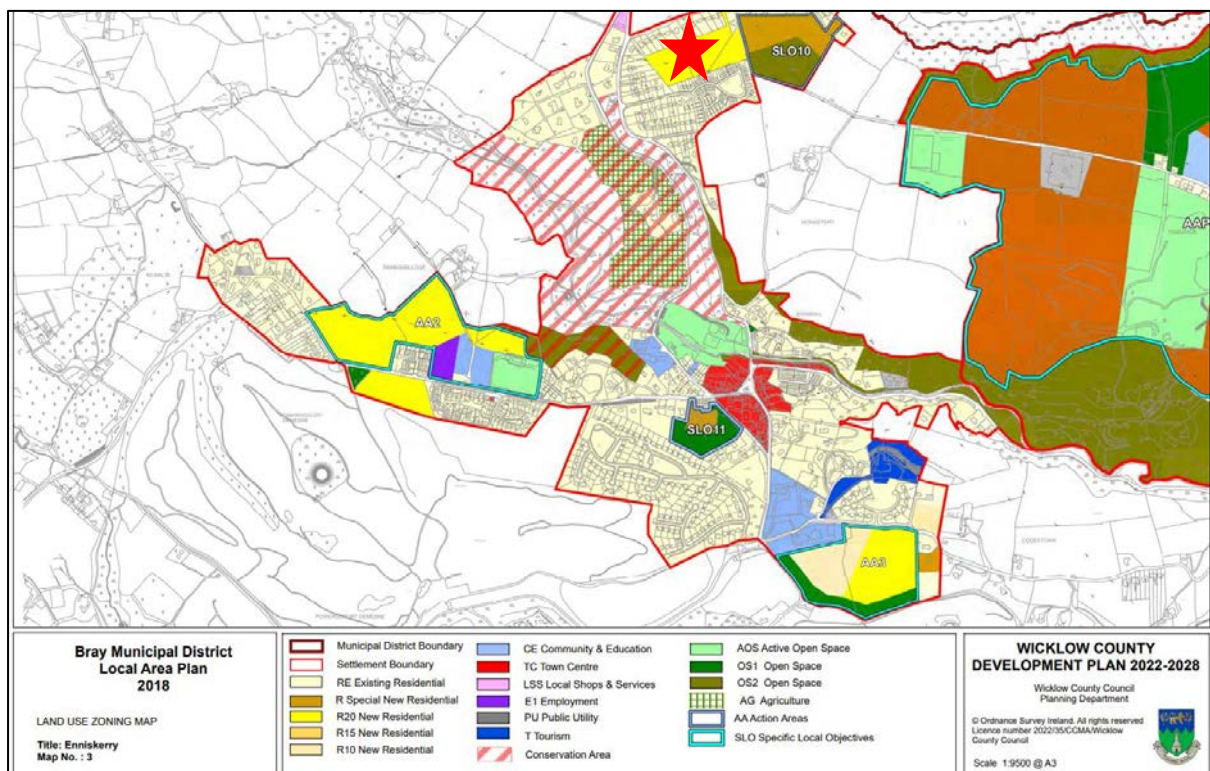 SLO10
MONASTERY
AAP
AA2
SLO11
AA3
COOKSTOWN
Bray Municipal District
Local Area Plan
2018
LAND USE ZONING MAP
Title: Enniskerry
Map No. : 3
Municipal District Boundary
Settlement Boundary
RE Existing Residential
R Special New Residential
R20 New Residential
R15 New Residential
R10 New Residential
CE Community & Education
TC Town Centre
LSS Local Shops & Services
E1 Employment
PU Public Utility
T Tourism
Conservation Area
AOS Active Open Space
OS1 Open Space
OS2 Open Space
AG Agriculture
AA Action Areas
SLO Specific Local Objectives
WICKLOW COUNTY
DEVELOPMENT PLAN 2022-2028
Wicklow County Council
Planning Department
© Ordnance Survey Ireland. All rights reserved
Licence number 2022/35/CCMA/Wicklow
County Council
Scale 1:9500 @ A3